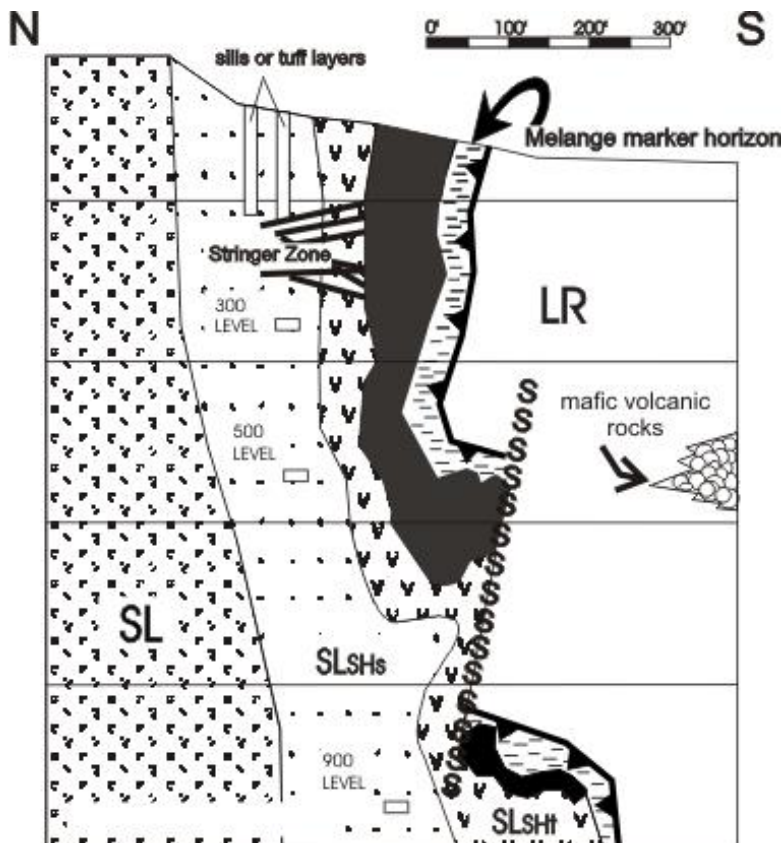 N
0' 100' 200' 300'
S
sills or tuff layers
Melange marker horizon
Stringer Zone
300
LEVEL
LR
mafic volcanic
rocks
500
LEVEL
SSSSSSSSSSSSSSSSSSSSSSSS
SL
SLSHs
900
LEVEL
SLSHt